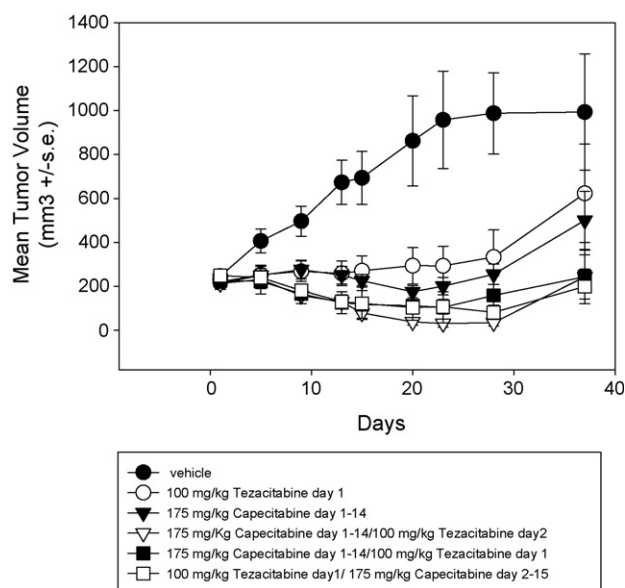 1400
1200
1000
800
600
400
200
0
Mean Tumor Volume
(mm3 +/-s.e.)
0 10 20 30 40
Days
vehicle
100 mg/kg Tezacitabine day 1
175 mg/kg Capecitabine day 1-14
175 mg/Kg Capecitabine day 1-14/100 mg/kg Tezacitabine day2
175 mg/kg Capecitabine day 1-14/100 mg/kg Tezacitabine day 1
100 mg/kg Tezacitabine day1/ 175 mg/kg Capecitabine day 2-15